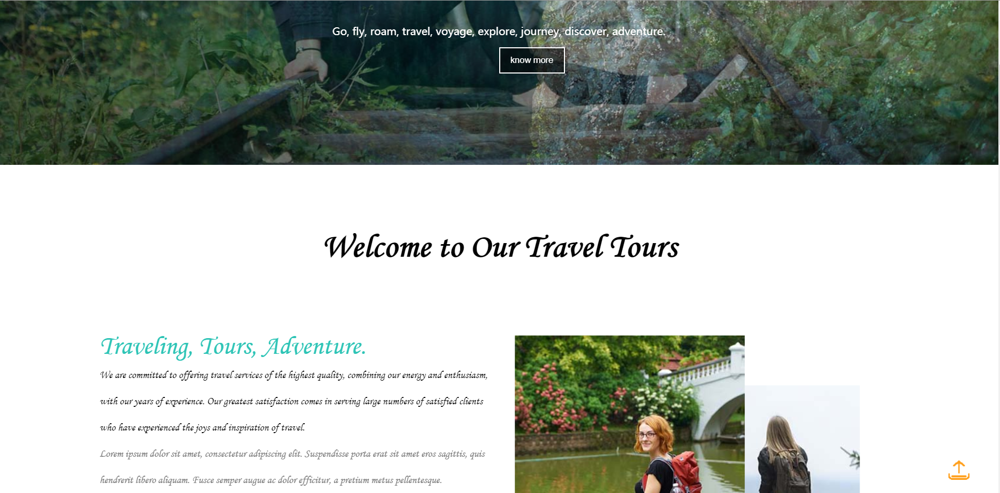 Go, fly, roam, travel, voyage, explore, journey, discover, adventure.
know more
Welcome to Our Travel Tours
Traveling, Tours, Adventure.
We are committed to offering travel services of the highest quality, combining our energy and enthusiasm,
with our years of experience. Our greatest satisfaction comes in serving large numbers of satisfied clients
who have experienced the joys and inspiration of travel.
Lorem ipsum dolor sit amet, consectetur adipiscing elit. Suspendisse porta erat sit amet eros sagittis, quis
hendrerit libero aliquam. Fusce semper augue ac dolor efficitur, a pretium metus pellentesque.